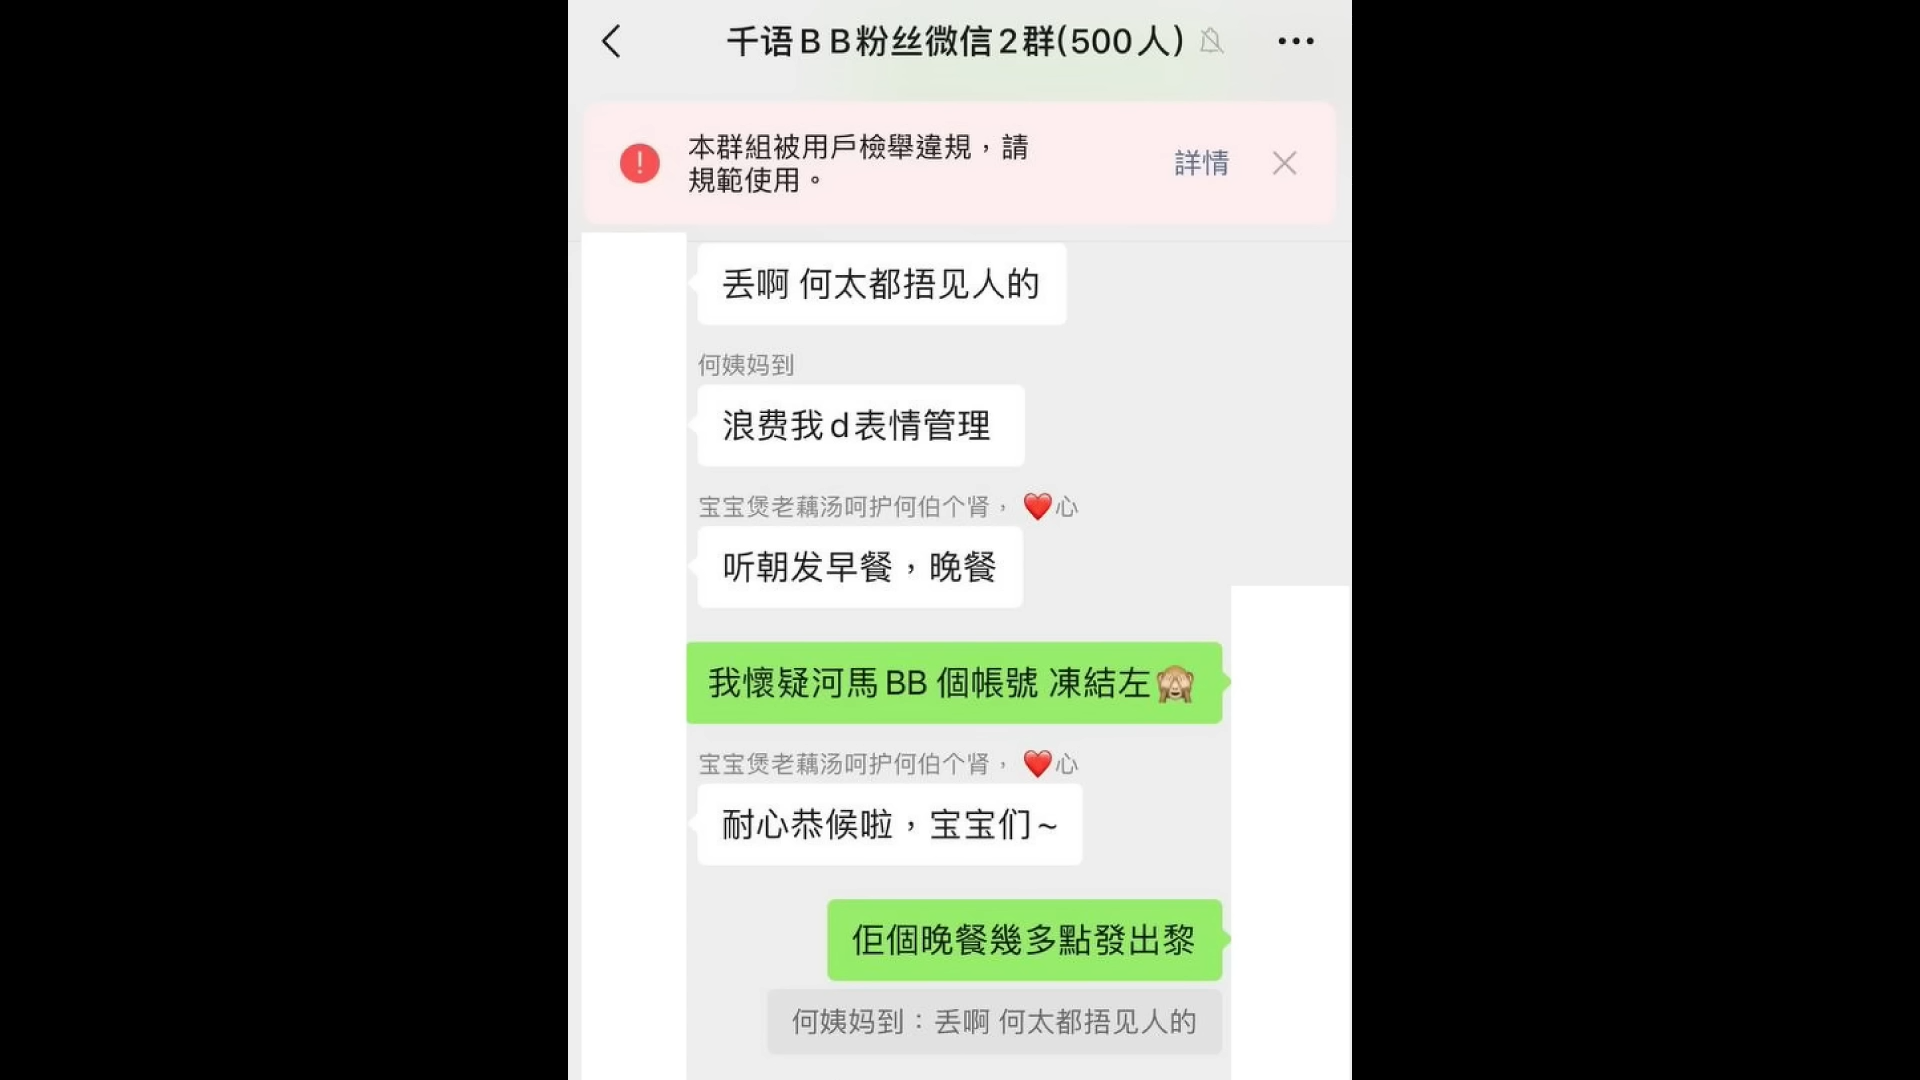 千语BB粉丝微信2群(500人)
本群組被用戶檢舉違規，請
規範使用。
詳情
丢啊 何太都捂见人的
何姨妈到
浪费我d表情管理
宝宝煲老藕汤呵护何伯个肾，❤️心
听朝发早餐，晚餐
我懷疑河馬BB 個帳號 凍結左🙈
宝宝煲老藕汤呵护何伯个肾，❤️心
耐心恭候啦，宝宝们~
佢個晚餐幾多點發出黎
何姨妈到：丢啊 何太都捂见人的